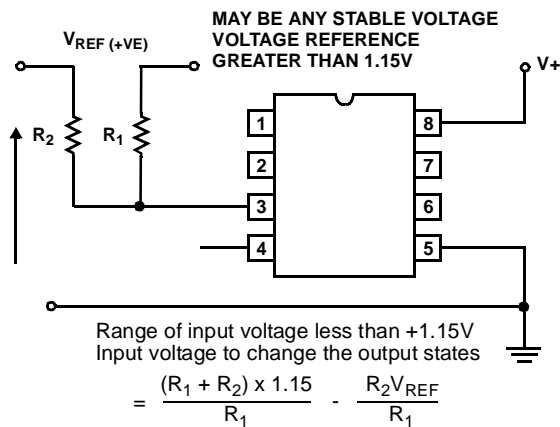 MAY BE ANY STABLE VOLTAGE
VOLTAGE REFERENCE
GREATER THAN 1.15V
V_REF (+VE)
V+
R₂
R₁
1
2
3
4
8
7
6
5
Range of input voltage less than +1.15V
Input voltage to change the output states
= (R₁ + R₂) x 1.15 / R₁ - R₂V_REF / R₁